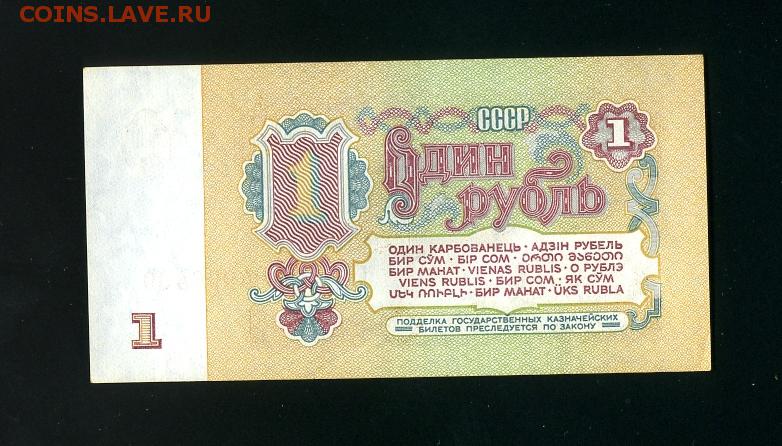 COINS.LAVE.RU
СССР
1
1
Один
рубль
ОДИН КАРБОВАНЕЦЬ · АДЗІН РУБЕЛЬ
БИР СЎМ · БІР СОМ · ᲔᲠᲗᲘ ᲛᲐᲜᲔᲗᲘ
БИР МАНАТ · VIENAS RUBLIS · О РУБЛЭ
VIENS RUBLIS · БИР СОМ · ЯК СЎМ
ՄԵԿ ՌՈՒԲԼԻ · БИР МАНАТ · ÜKS RUBLA
ПОДДЕЛКА ГОСУДАРСТВЕННЫХ КАЗНАЧЕЙСКИХ
БИЛЕТОВ ПРЕСЛЕДУЕТСЯ ПО ЗАКОНУ
1